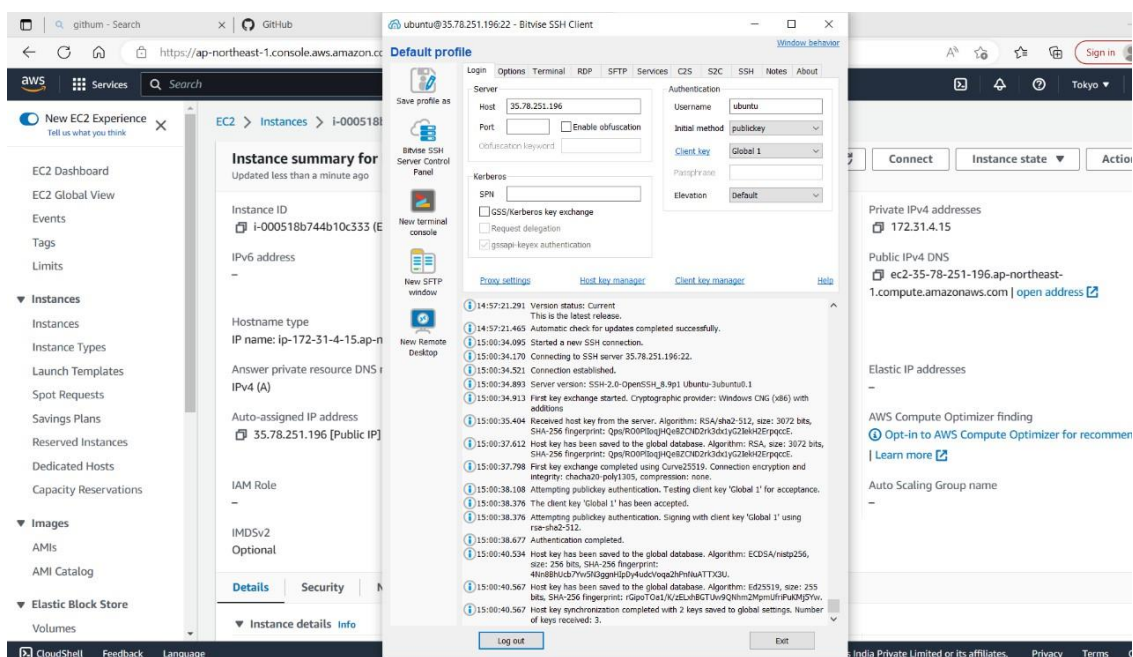 githum - Search
GitHub
ubuntu@35.78.251.196:22 - Bitvise SSH Client
https://ap-northeast-1.console.aws.amazon.co
Sign in
aws
Services
Search
Tokyo
Default profile
Window behavior
Save profile as
Bitvise SSH
Server Control
Panel
New terminal
console
New SFTP
window
New Remote
Desktop
Login Options Terminal RDP SFTP Services C2S S2C SSH Notes About
Server
Host 35.78.251.196
Port Enable obfuscation
Obfuscation keyword
Kerberos
SPN
GSS/Kerberos key exchange
Request delegation
gssapi-keyex authentication
Authentication
Username ubuntu
Initial method publickey
Client key Global 1
Passphrase
Elevation Default
Proxy settings Host key manager Client key manager Help
14:57:21.291 Version status: Current
This is the latest release.
14:57:21.465 Automatic check for updates completed successfully.
15:00:34.095 Started a new SSH connection.
15:00:34.170 Connecting to SSH server 35.78.251.196:22.
15:00:34.521 Connection established.
15:00:34.893 Server version: SSH-2.0-OpenSSH_8.9p1 Ubuntu-3ubuntu0.1
15:00:34.913 First key exchange started. Cryptographic provider: Windows CNG (x86) with
additions
15:00:35.404 Received host key from the server. Algorithm: RSA/sha2-512, size: 3072 bits,
SHA-256 fingerprint:
15:00:37.612 Host key has been saved to the global database. Algorithm: RSA, size: 3072 bits,
SHA-256 fingerprint:
15:00:37.798 First key exchange completed using Curve25519. Connection encryption and
integrity: chacha20-poly1305, compression: none.
15:00:38.108 Attempting publickey authentication. Testing client key 'Global 1' for acceptance.
15:00:38.376 The client key 'Global 1' has been accepted.
15:00:38.376 Attempting publickey authentication. Signing with client key 'Global 1' using
rsa-sha2-512.
15:00:38.677 Authentication completed.
15:00:40.534 Host key has been saved to the global database. Algorithm: ECDSA/nistp256,
size: 256 bits, SHA-256 fingerprint:
15:00:40.567 Host key has been saved to the global database. Algorithm: Ed25519, size: 255
bits, SHA-256 fingerprint:
15:00:40.567 Host key synchronization completed with 2 keys saved to global settings. Number
of keys received: 3.
Log out
Exit
New EC2 Experience
Tell us what you think
EC2 Dashboard
EC2 Global View
Events
Tags
Limits
Instances
Instances
Instance Types
Launch Templates
Spot Requests
Savings Plans
Reserved Instances
Dedicated Hosts
Capacity Reservations
Images
AMIs
AMI Catalog
Elastic Block Store
Volumes
EC2 > Instances > i-000518
Instance summary for
Updated less than a minute ago
Connect
Instance state
Actio
Instance ID
i-000518b744b10c333 (E
IPv6 address
–
Hostname type
IP name: ip-172-31-4-15.ap-n
Answer private resource DNS
IPv4 (A)
Auto-assigned IP address
35.78.251.196 [Public IP]
IAM Role
–
IMDSv2
Optional
Details
Security
Instance details Info
Private IPv4 addresses
172.31.4.15
Public IPv4 DNS
ec2-35-78-251-196.ap-northeast-
1.compute.amazonaws.com | open address
Elastic IP addresses
–
AWS Compute Optimizer finding
Opt-in to AWS Compute Optimizer for recommen
| Learn more
Auto Scaling Group name
–
CloudShell Feedback Language
s India Private Limited or its affiliates. Privacy Terms